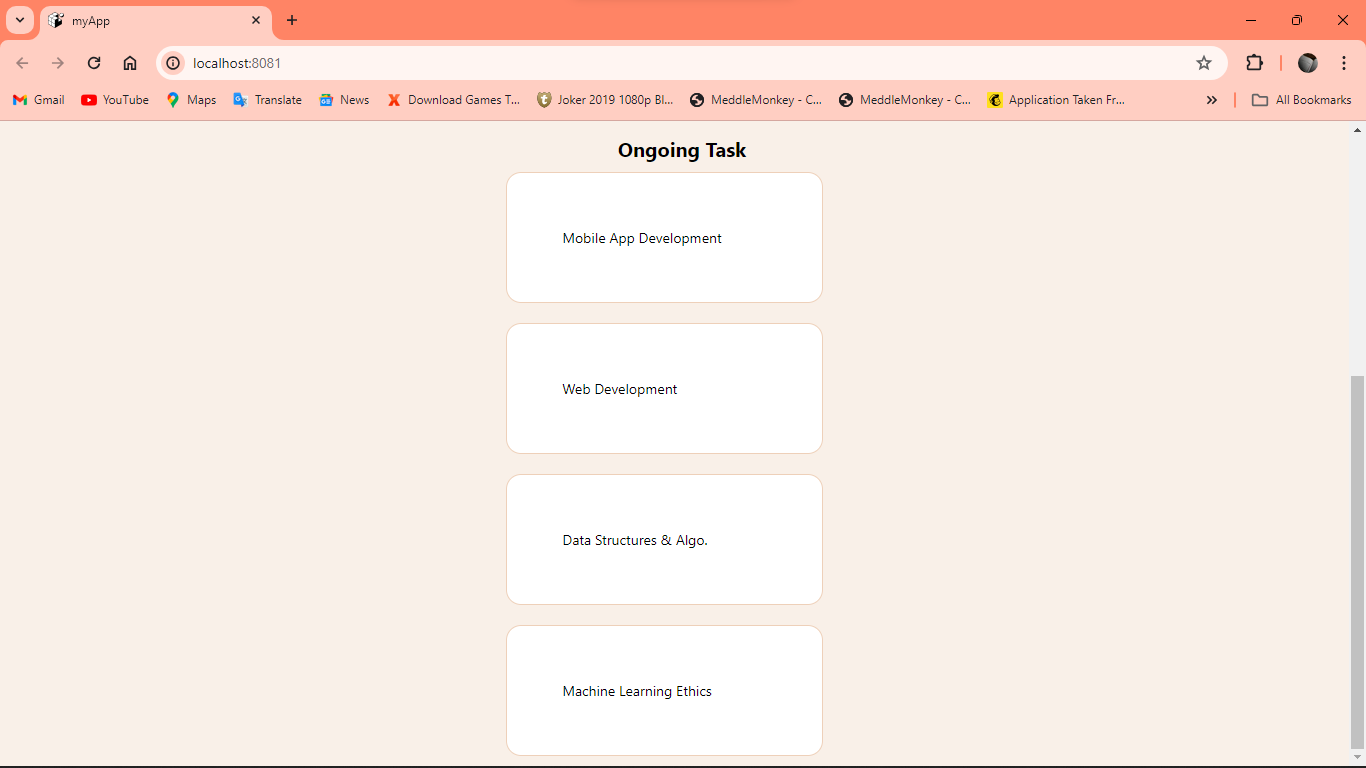 myApp
localhost:8081
Gmail
YouTube
Maps
Translate
News
Download Games T...
Joker 2019 1080p Bl...
MeddleMonkey - C...
MeddleMonkey - C...
Application Taken Fr...
All Bookmarks
Ongoing Task
Mobile App Development
Web Development
Data Structures & Algo.
Machine Learning Ethics